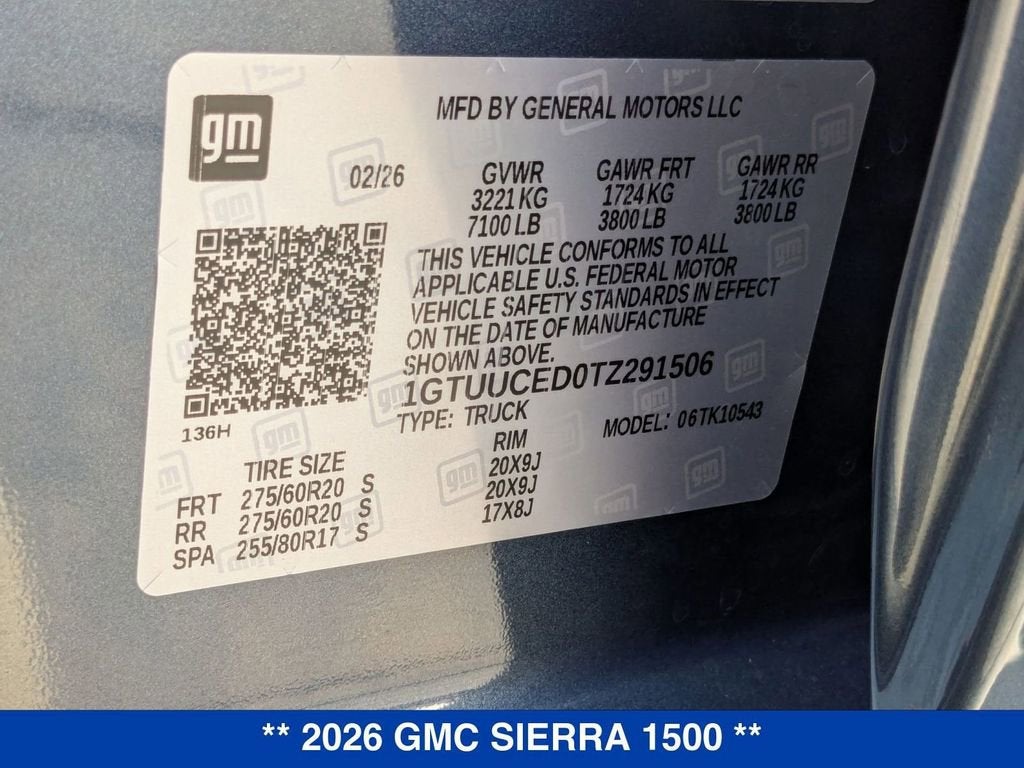 gm
MFD BY GENERAL MOTORS LLC
02/26 GVWR GAWR FRT GAWR RR
3221 KG 1724 KG 1724 KG
7100 LB 3800 LB 3800 LB
THIS VEHICLE CONFORMS TO ALL
APPLICABLE U.S. FEDERAL MOTOR
VEHICLE SAFETY STANDARDS IN EFFECT
ON THE DATE OF MANUFACTURE
SHOWN ABOVE.
1GTUUCED0TZ291506
TYPE: TRUCK MODEL: 06TK10543
136H
TIRE SIZE RIM
FRT 275/60R20 S 20X9J
RR 275/60R20 S 20X9J
SPA 255/80R17 S 17X8J
** 2026 GMC SIERRA 1500 **